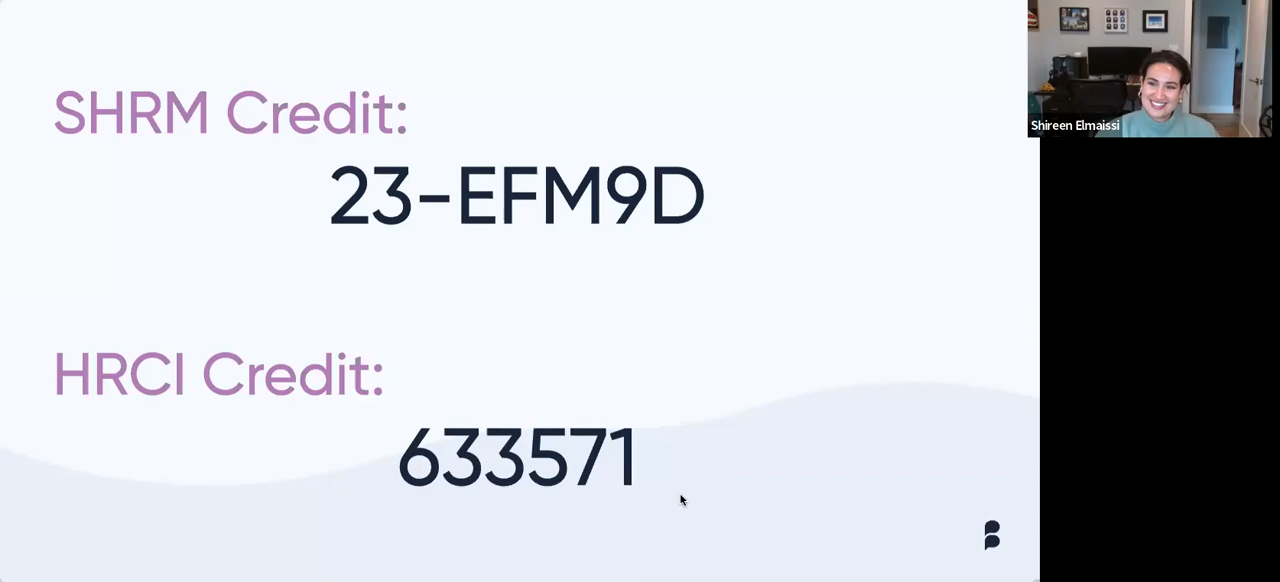 SHRM Credit:
23-EFM9D
HRCI Credit:
633571
Shireen Elmaissi